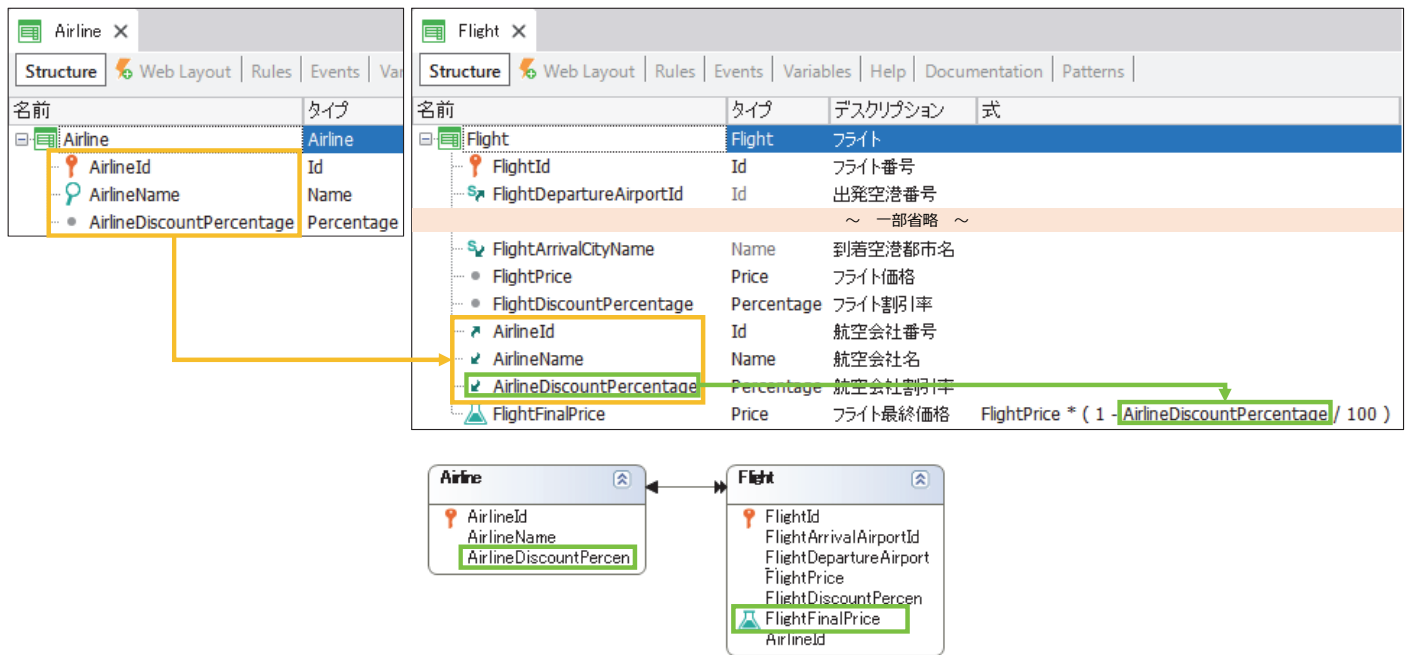 Airline
Structure Web Layout Rules Events Var
名前 タイプ
Airline Airline
AirlineId Id
AirlineName Name
AirlineDiscountPercentage Percentage
Flight
Structure Web Layout Rules Events Variables Help Documentation Patterns
名前 タイプ デスクリプション 式
Flight Flight フライト
FlightId Id フライト番号
FlightDepartureAirportId Id 出発空港番号
～ 一部省略 ～
FlightArrivalCityName Name 到着空港都市名
FlightPrice Price フライト価格
FlightDiscountPercentage Percentage フライト割引率
AirlineId Id 航空会社番号
AirlineName Name 航空会社名
AirlineDiscountPercentage Percentage 航空会社割引率
FlightFinalPrice Price フライト最終価格 FlightPrice * ( 1 - AirlineDiscountPercentage / 100 )
Airline
AirlineId
AirlineName
AirlineDiscountPercen
Flight
FlightId
FlightArrivalAirportId
FlightDepartureAirport
FlightPrice
FlightDiscountPercen
FlightFinalPrice
AirlineId